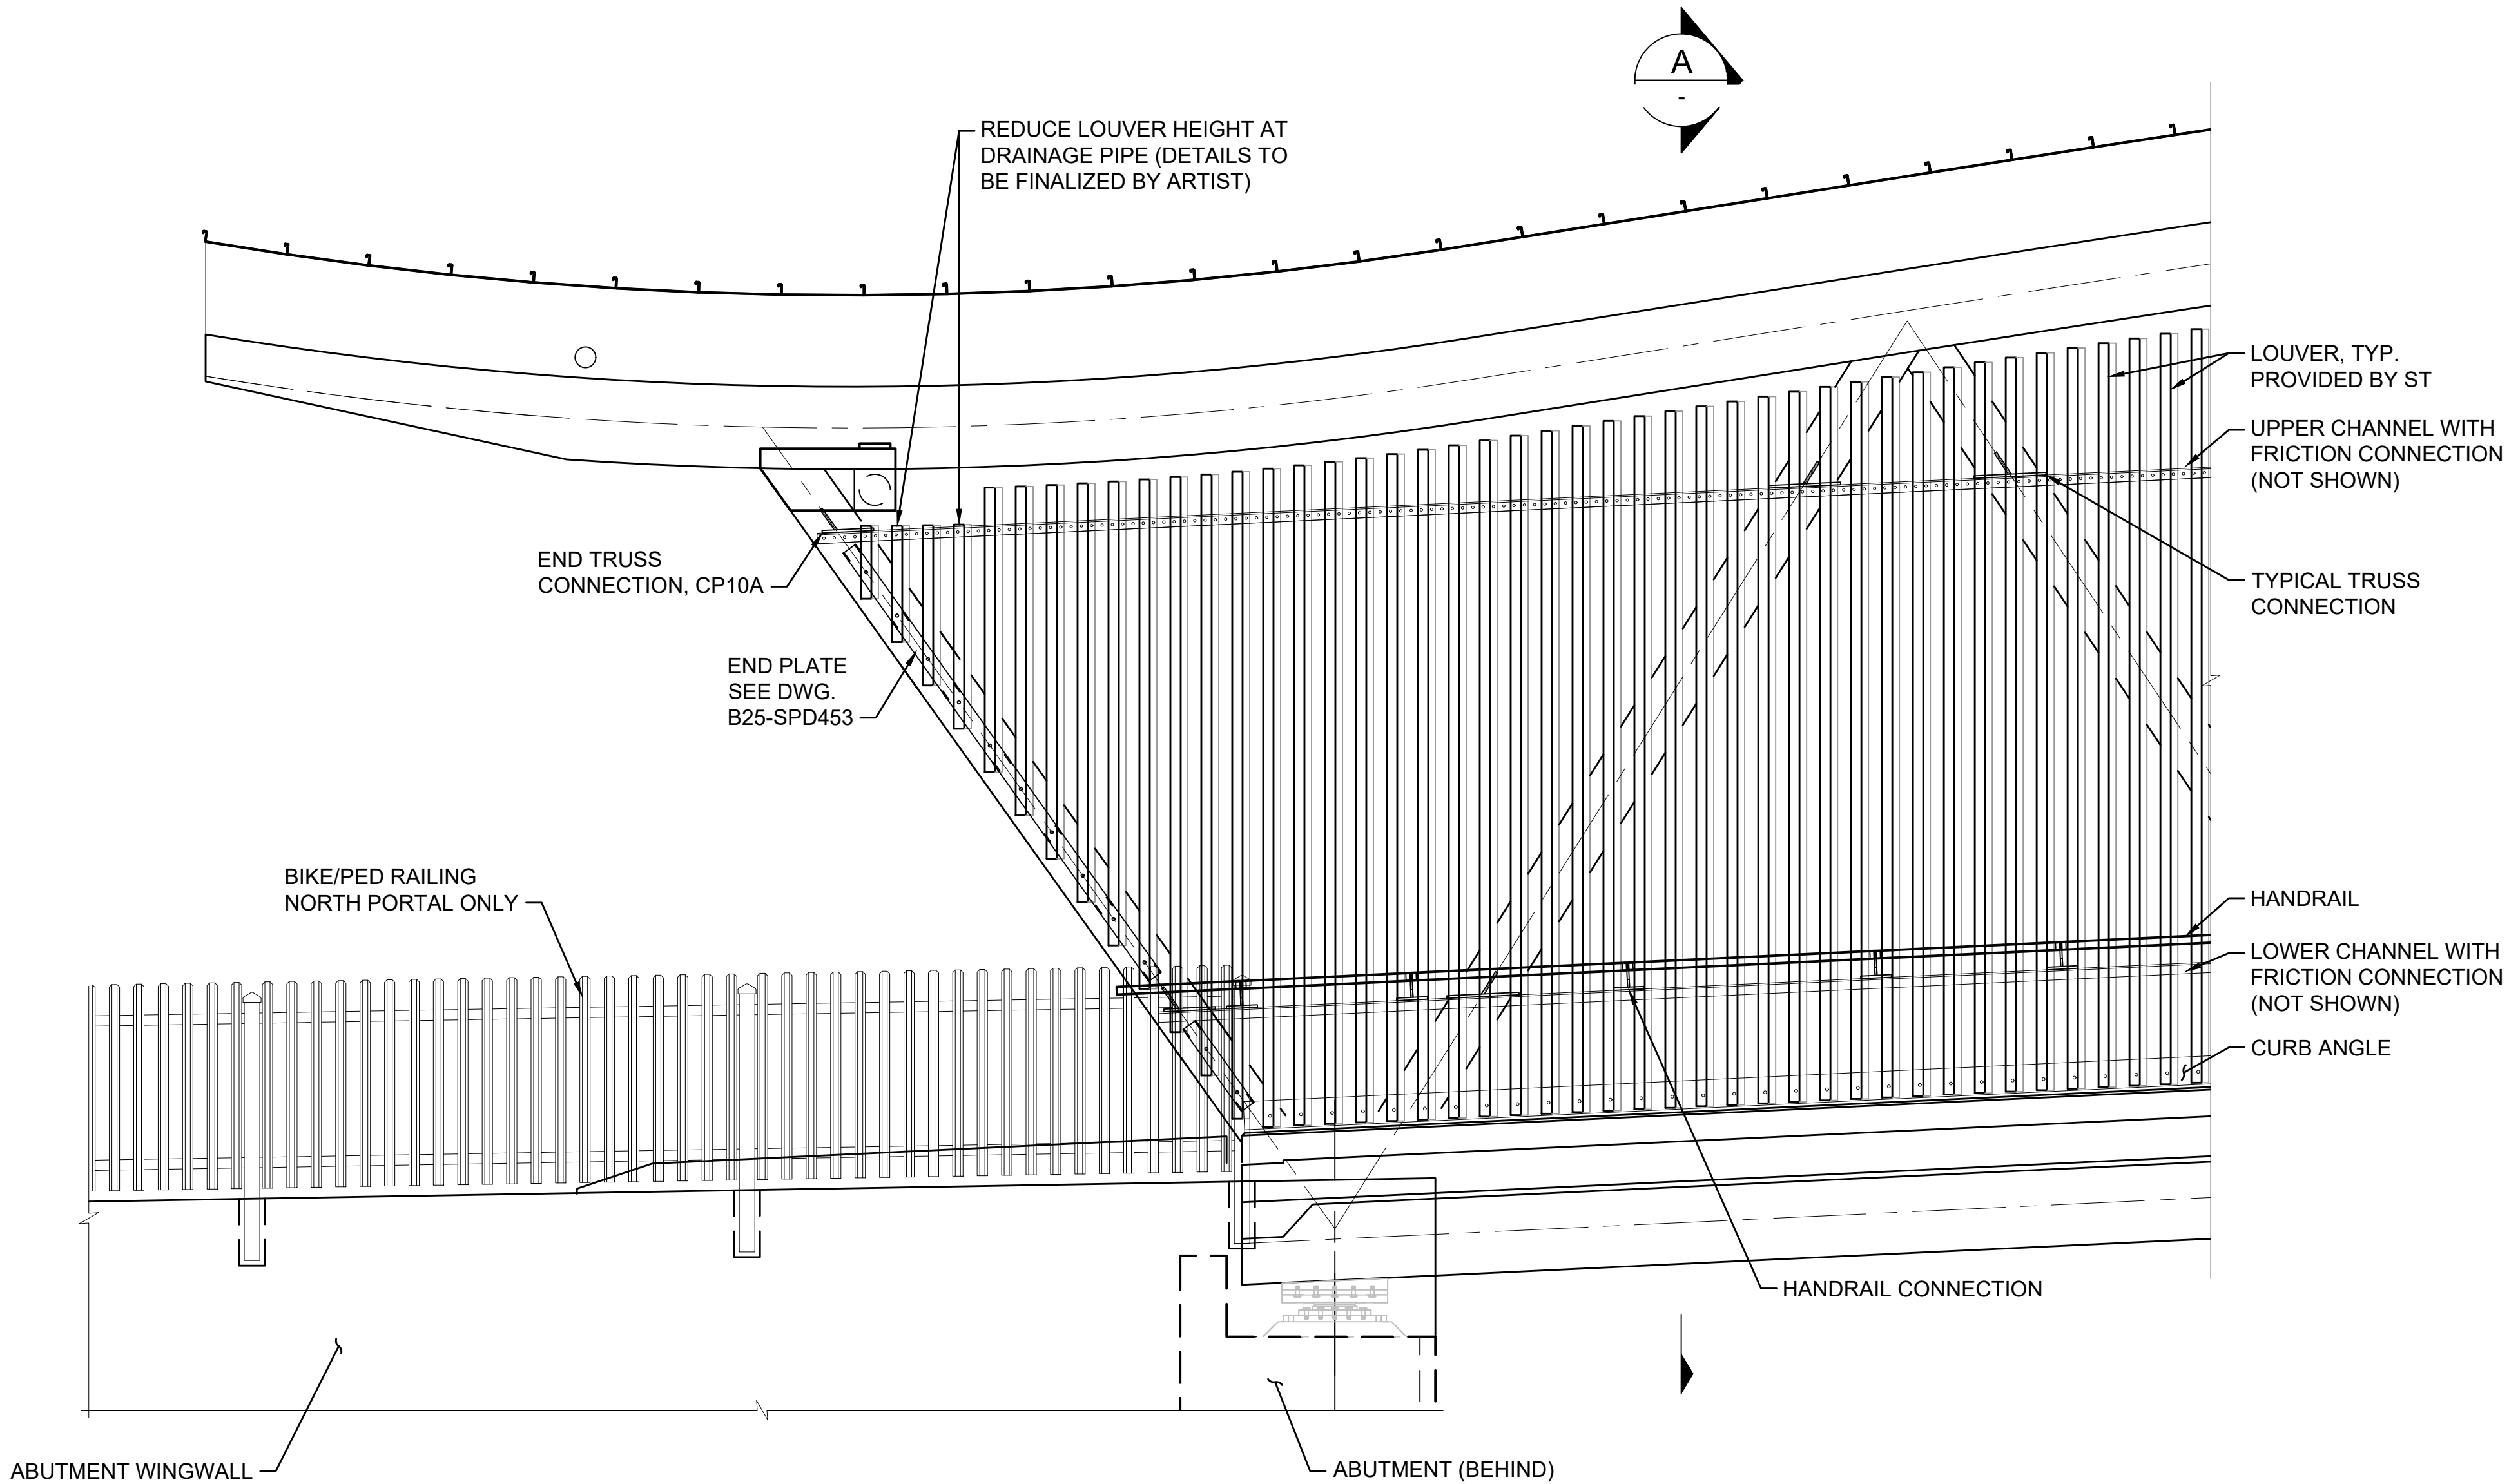 A
-
REDUCE LOUVER HEIGHT AT
DRAINAGE PIPE (DETAILS TO
BE FINALIZED BY ARTIST)
LOUVER, TYP.
PROVIDED BY ST
UPPER CHANNEL WITH
FRICTION CONNECTION
(NOT SHOWN)
END TRUSS
CONNECTION, CP10A
TYPICAL TRUSS
CONNECTION
END PLATE
SEE DWG.
B25-SPD453
BIKE/PED RAILING
NORTH PORTAL ONLY
HANDRAIL
LOWER CHANNEL WITH
FRICTION CONNECTION
(NOT SHOWN)
CURB ANGLE
HANDRAIL CONNECTION
ABUTMENT WINGWALL
ABUTMENT (BEHIND)